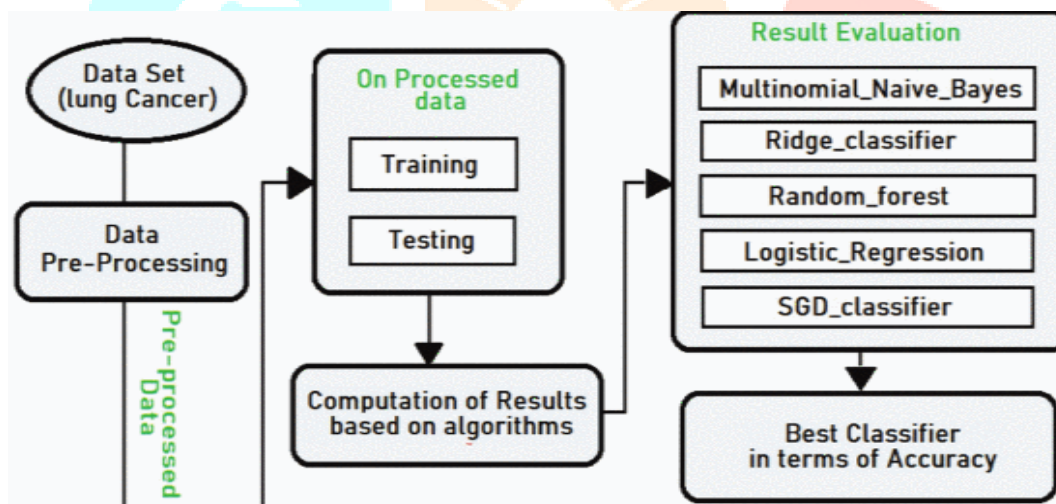 Data Set
(lung Cancer)
Data
Pre-Processing
Pre-processed
Data
On Processed
data
Training
Testing
Computation of Results
based on algorithms
Result Evaluation
Multinomial_Naive_Bayes
Ridge_classifier
Random_forest
Logistic_Regression
SGD_classifier
Best Classifier
in terms of Accuracy